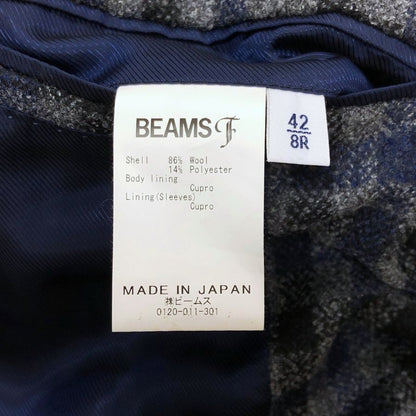 BEAMS F
Shell 86% Wool
14% Polyester
Body lining
Cupro
Lining(Sleeves)
Cupro
MADE IN JAPAN
㈱ビームス
0120-011-301
42
8R